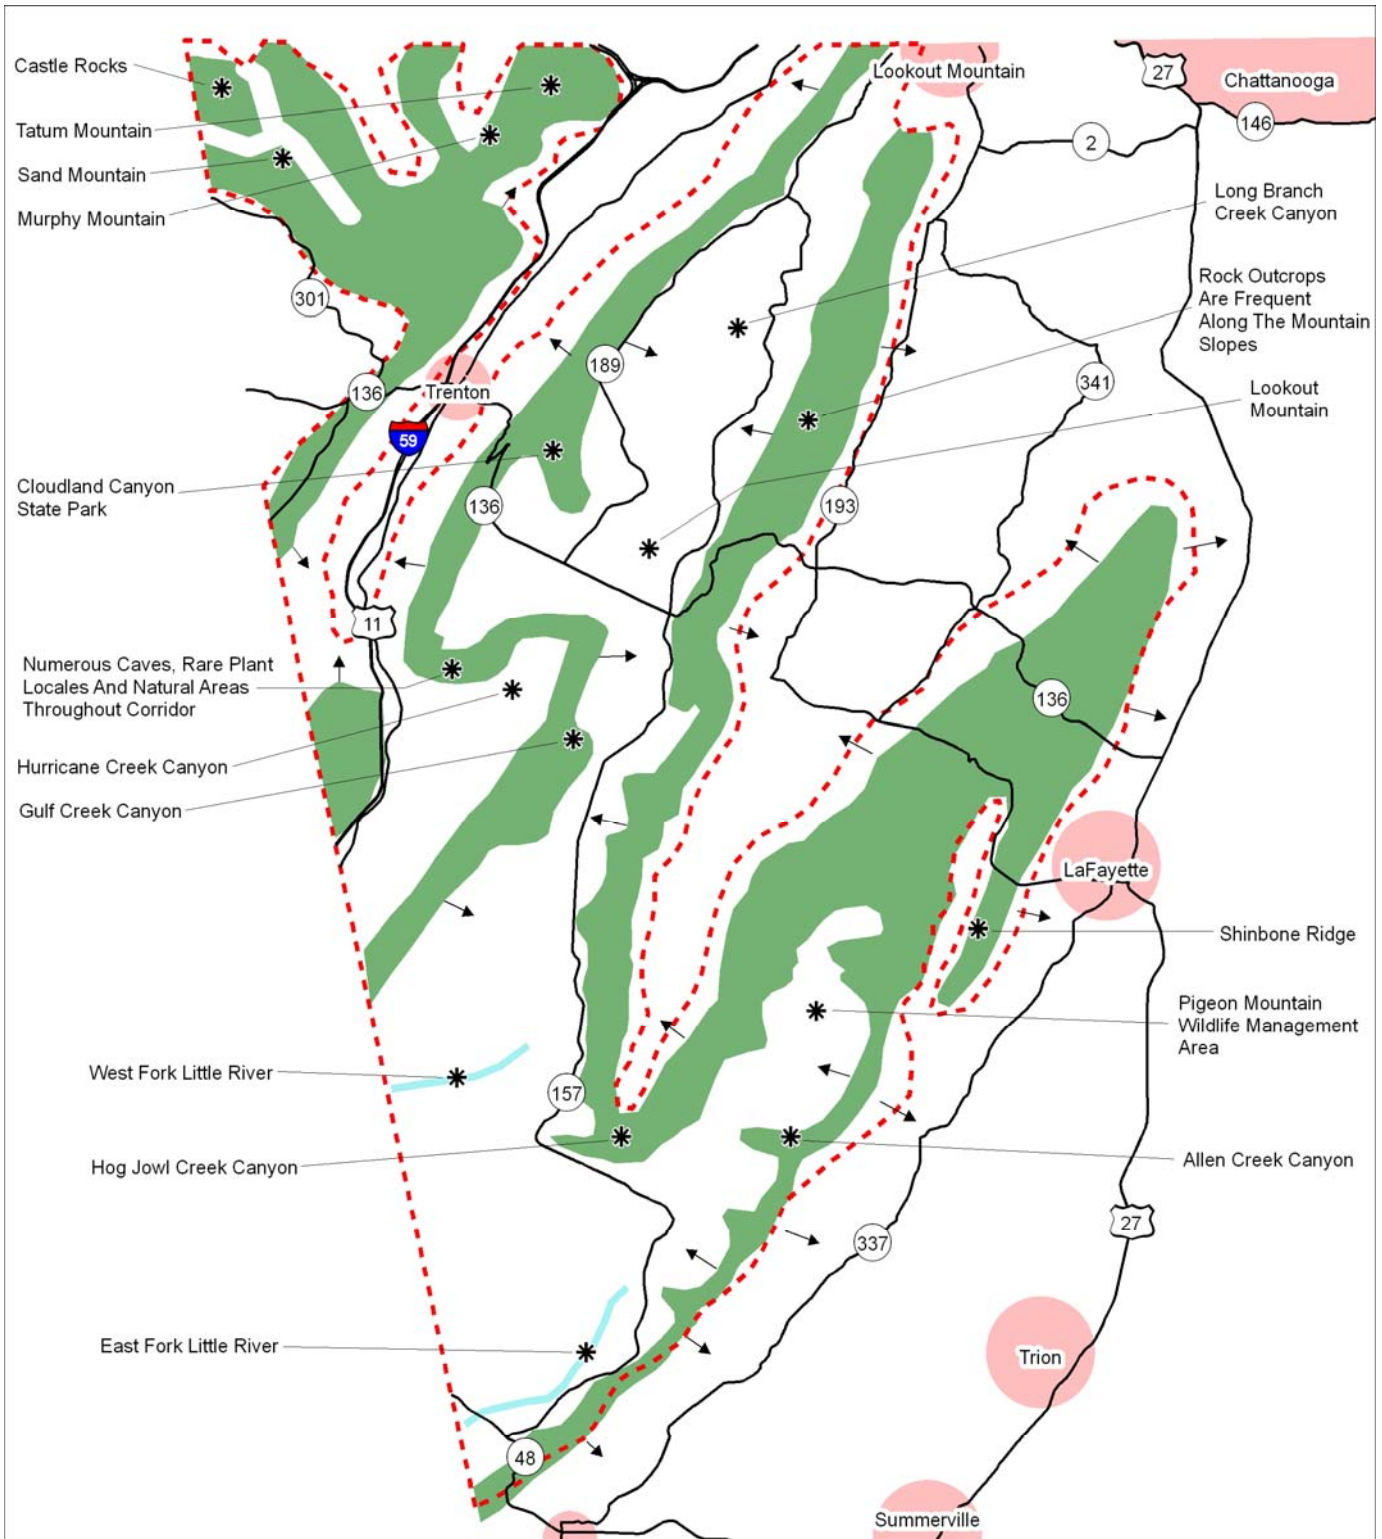 Castle Rocks
Tatum Mountain
Sand Mountain
Murphy Mountain
Lookout Mountain
27
Chattanooga
146
2
Long Branch
Creek Canyon
Rock Outcrops
Are Frequent
Along The Mountain
Slopes
301
189
341
136
Trenton
Lookout
Mountain
59
Cloudland Canyon
State Park
136
193
11
Numerous Caves, Rare Plant
Locales And Natural Areas
Throughout Corridor
136
Hurricane Creek Canyon
Gulf Creek Canyon
LaFayette
Shinbone Ridge
Pigeon Mountain
Wildlife Management
Area
West Fork Little River
157
Hog Jowl Creek Canyon
Allen Creek Canyon
27
337
East Fork Little River
Trion
48
Summerville